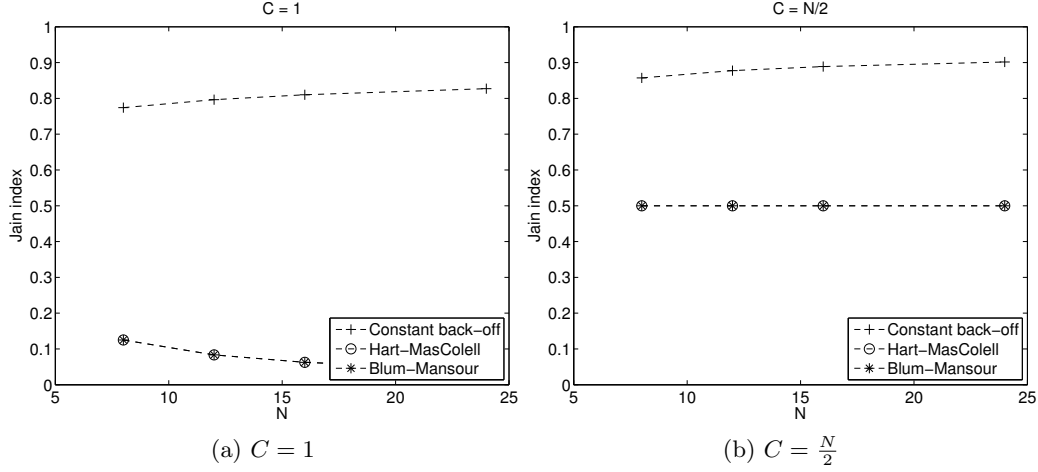 C = 1
1
0.9
0.8
0.7
0.6
0.5
0.4
0.3
0.2
0.1
0
Jain index
5
10
15
20
25
N
Constant back−off
Hart−MasColell
Blum−Mansour
(a) C = 1
C = N/2
1
0.9
0.8
0.7
0.6
0.5
0.4
0.3
0.2
0.1
0
Jain index
5
10
15
20
25
N
Constant back−off
Hart−MasColell
Blum−Mansour
(b) C = N/2